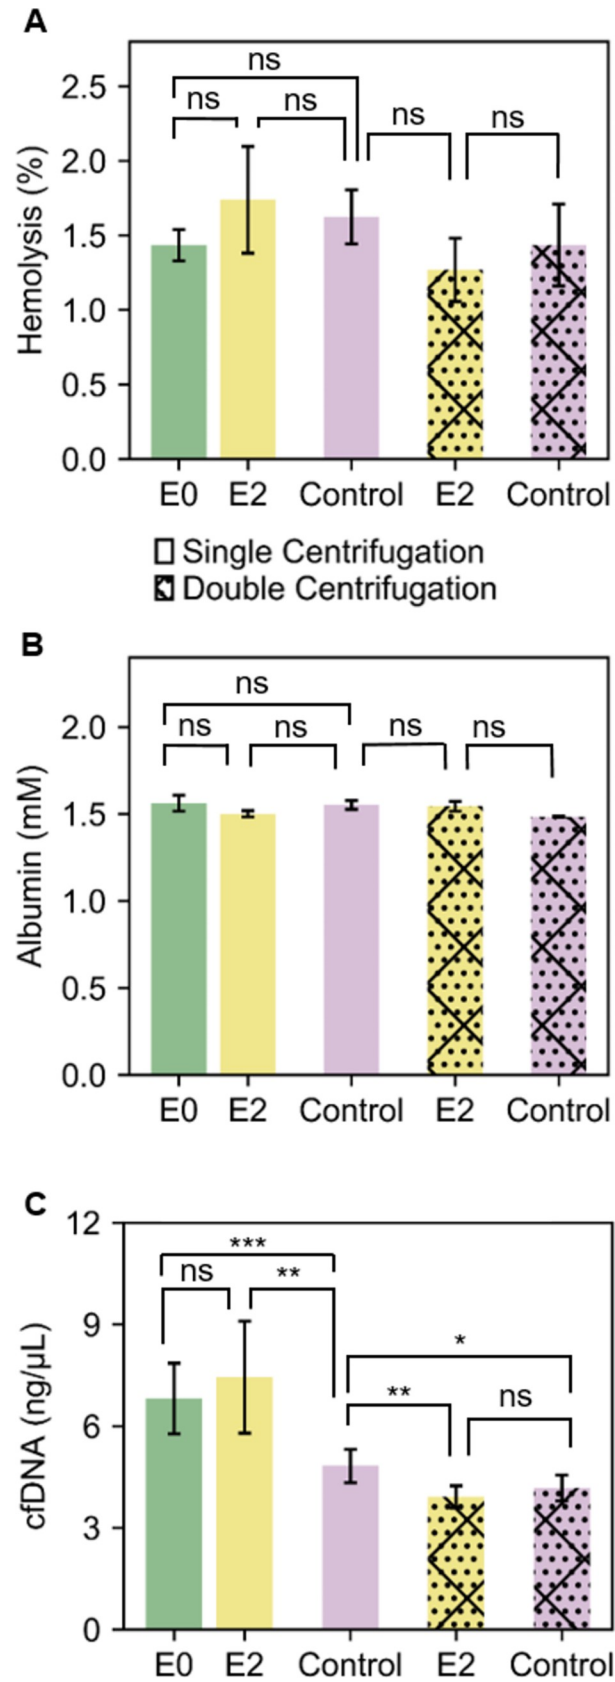 A
ns
ns ns ns ns
2.5
2.0
1.5
1.0
0.5
0.0
Hemolysis (%)
E0 E2 Control E2 Control
Single Centrifugation
Double Centrifugation
B
ns
ns ns ns ns
2.0
1.5
1.0
0.5
0.0
Albumin (mM)
E0 E2 Control E2 Control
C
12
***
ns **
9
*
** ns
6
3
0
cfDNA (ng/µL)
E0 E2 Control E2 Control